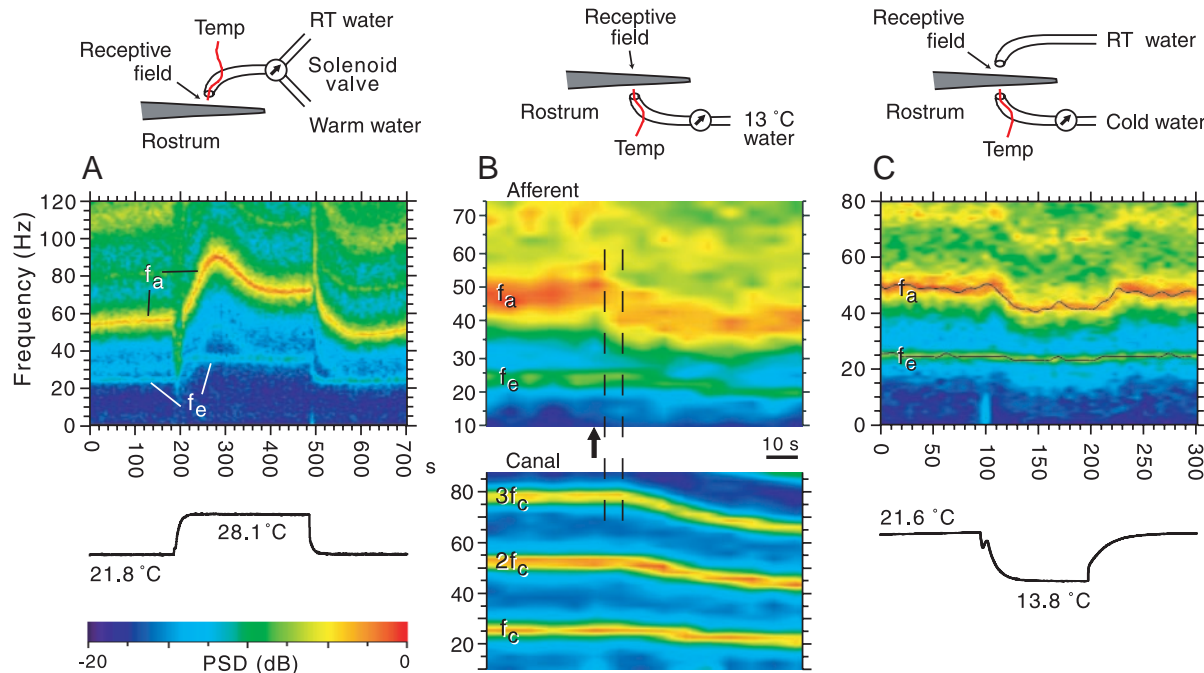 Temp
RT water
Receptive field
Solenoid valve
Rostrum
Warm water
Receptive field
Rostrum
13 °C water
Temp
Receptive field
RT water
Rostrum
Cold water
Temp
A
Frequency (Hz)
120
100
80
60
40
20
0
fa
fe
0
100
200
300
400
500
600
700
s
21.8 °C
28.1 °C
-20
PSD (dB)
0
B
Afferent
70
60
50
40
30
20
10
fa
fe
10 s
Canal
80
60
40
20
3fc
2fc
fc
C
80
60
40
20
0
fa
fe
0
50
100
150
200
250
300
21.6 °C
13.8 °C